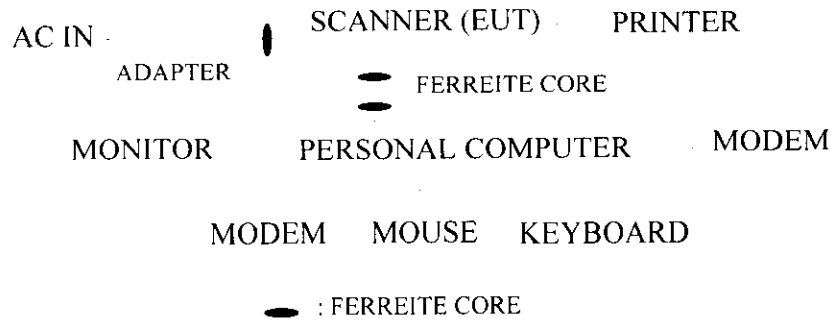 AC IN
SCANNER (EUT) PRINTER
ADAPTER
FERREITE CORE
MONITOR PERSONAL COMPUTER MODEM
MODEM MOUSE KEYBOARD
: FERREITE CORE